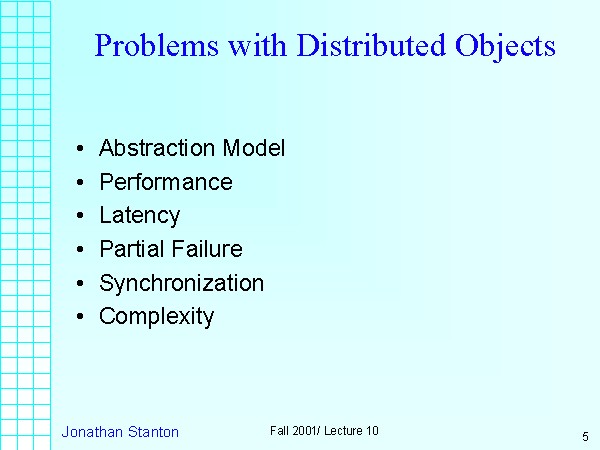 Problems with Distributed Objects
• Abstraction Model
• Performance
• Latency
• Partial Failure
• Synchronization
• Complexity
Jonathan Stanton
Fall 2001/ Lecture 10
5